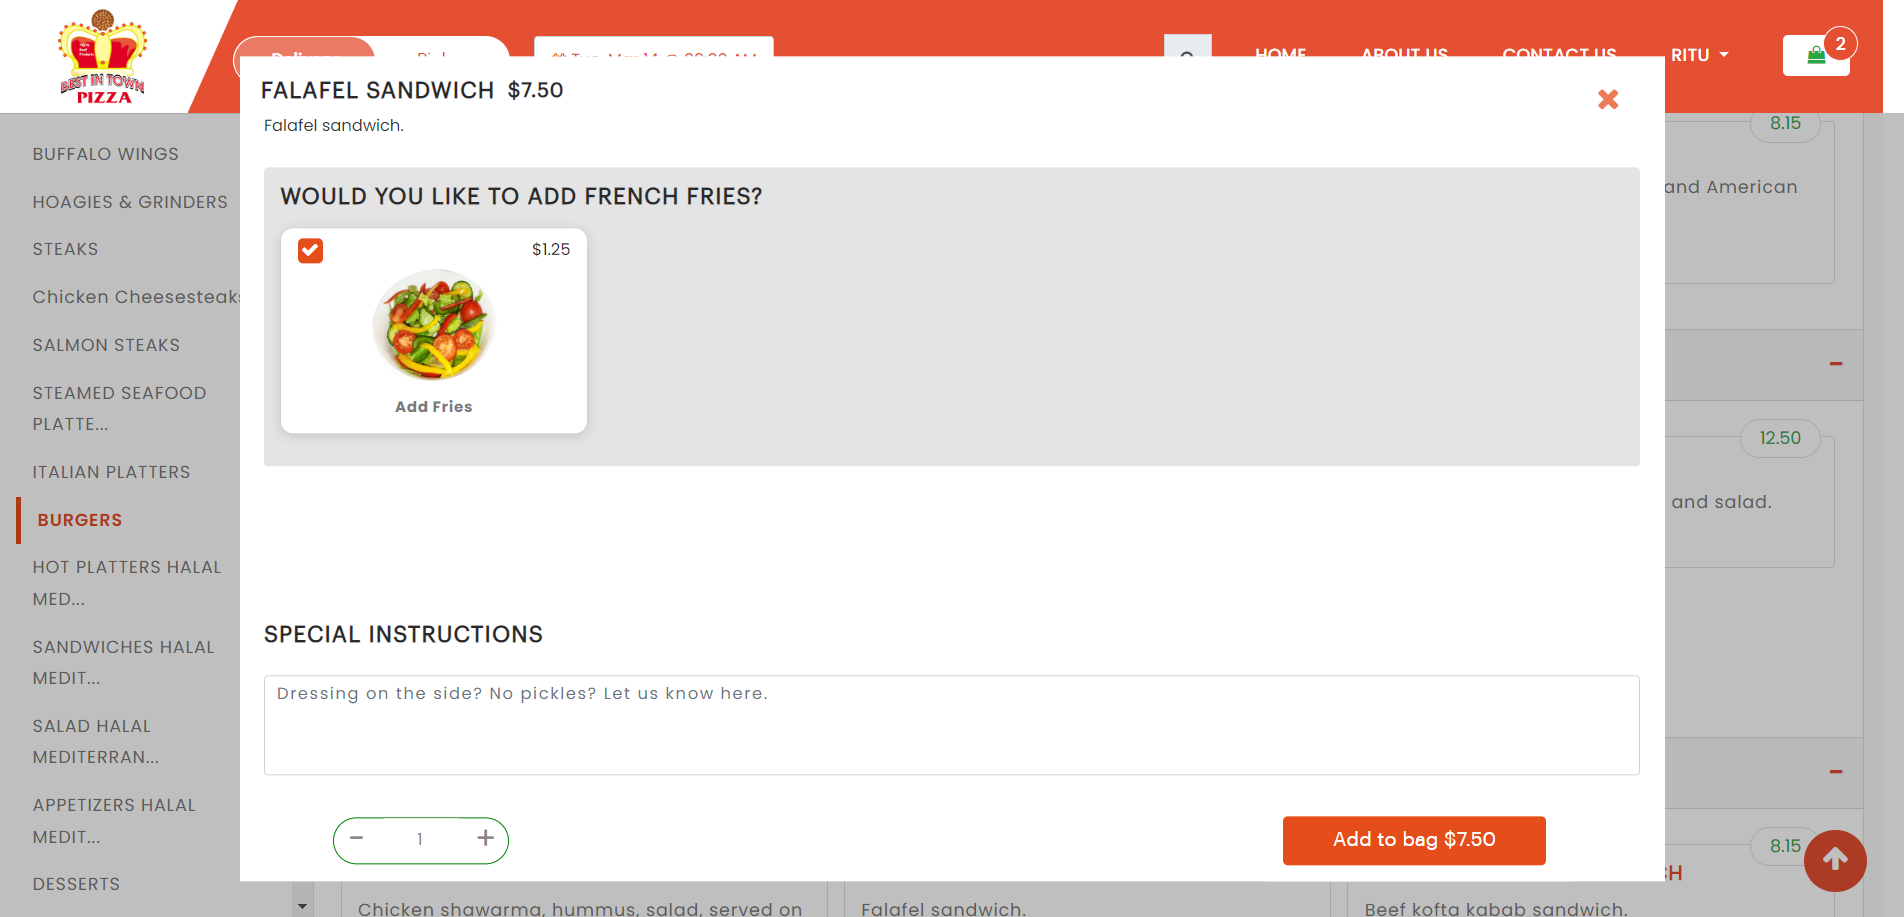 BEST IN TOWN
PIZZA
HOME
ABOUT US
CONTACT US
RITU
2
FALAFEL SANDWICH $7.50
Falafel sandwich.
BUFFALO WINGS
HOAGIES & GRINDERS
STEAKS
Chicken Cheesesteaks
SALMON STEAKS
STEAMED SEAFOOD
PLATTE...
ITALIAN PLATTERS
BURGERS
HOT PLATTERS HALAL
MED...
SANDWICHES HALAL
MEDIT...
SALAD HALAL
MEDITERRAN...
APPETIZERS HALAL
MEDIT...
DESSERTS
WOULD YOU LIKE TO ADD FRENCH FRIES?
$1.25
Add Fries
SPECIAL INSTRUCTIONS
Dressing on the side? No pickles? Let us know here.
1
Add to bag $7.50
8.15
and American
12.50
and salad.
8.15
CH
Chicken shawarma, hummus, salad, served on
Falafel sandwich.
Beef kofta kabab sandwich.